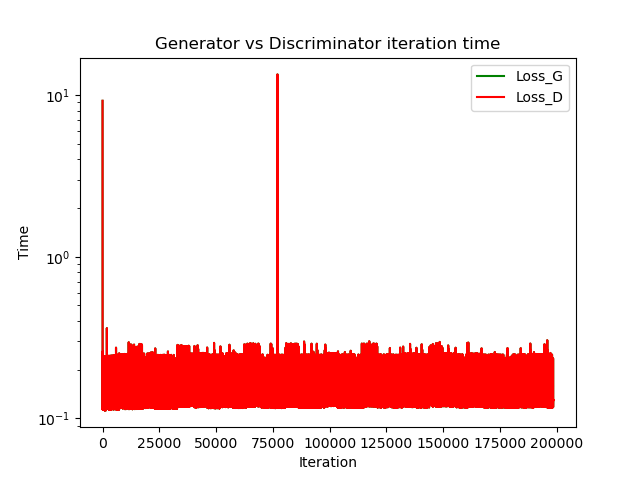 Generator vs Discriminator iteration time
Loss_G
Loss_D
10¹
10⁰
10⁻¹
Time
0 25000 50000 75000 100000 125000 150000 175000 200000
Iteration